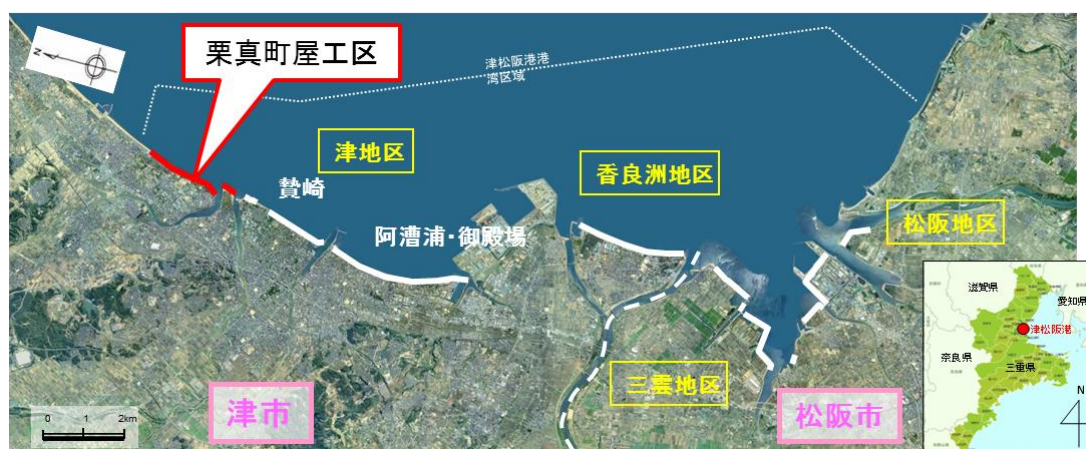 N
栗真町屋工区
津松阪港港
湾区域
津地区
香良洲地区
贄崎
阿漕浦・御殿場
松阪地区
三雲地区
津市
松阪市
0 1 2km
滋賀県
愛知県
津松阪港
奈良県
三重県
N